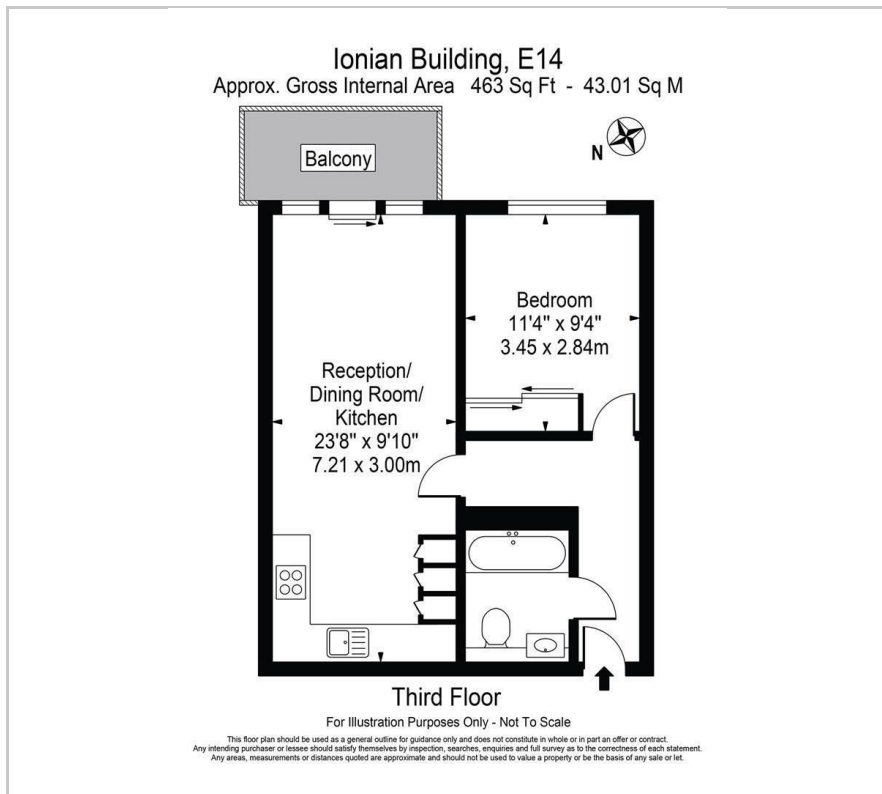 Ionian Building, E14
Approx. Gross Internal Area 463 Sq Ft - 43.01 Sq M
Balcony
N
Bedroom
11'4" x 9'4"
3.45 x 2.84m
Reception/
Dining Room/
Kitchen
23'8" x 9'10"
7.21 x 3.00m
Third Floor
For Illustration Purposes Only - Not To Scale
This floor plan should be used as a general outline for guidance only and does not constitute in whole or in part an offer or contract.
Any intending purchaser or lessee should satisfy themselves by inspection, searches, enquiries and full survey as to the correctness of each statement.
Any areas, measurements or distances quoted are approximate and should not be used to value a property or be the basis of any sale or let.